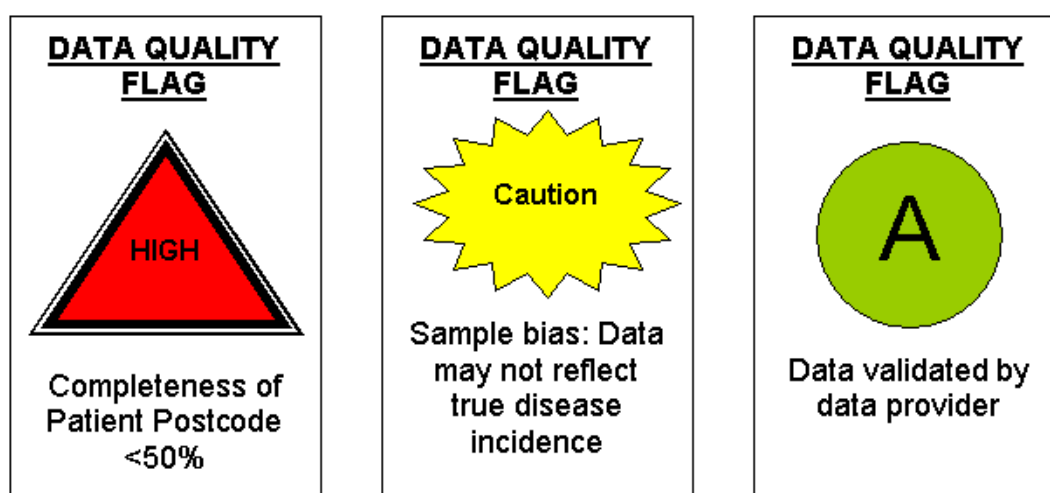 DATA QUALITY
FLAG
HIGH
Completeness of
Patient Postcode
<50%
DATA QUALITY
FLAG
Caution
Sample bias: Data
may not reflect
true disease
incidence
DATA QUALITY
FLAG
A
Data validated by
data provider